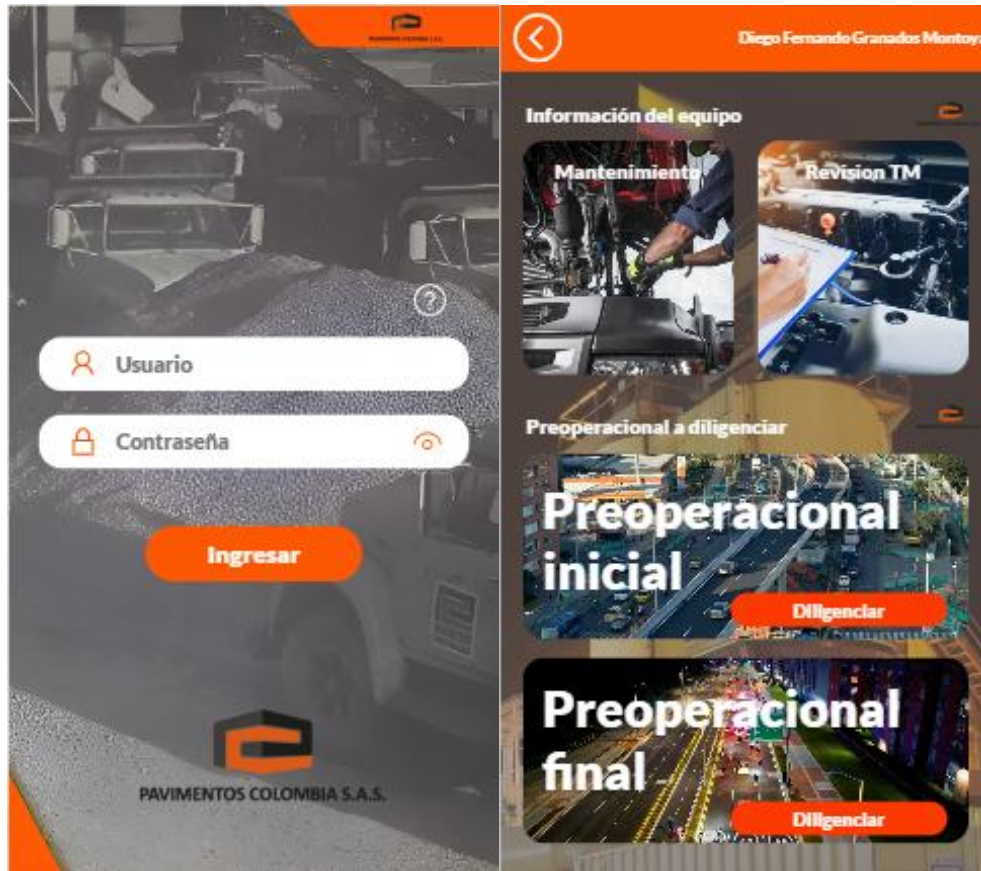 PAVIMENTOS COLOMBIA S.A.S.
Usuario
Contraseña
Ingresar
PAVIMENTOS COLOMBIA S.A.S.
Diego Fernando Granados Montoya
Información del equipo
Mantenimiento
Revision TM
Preoperacional a diligenciar
Preoperacional
inicial
Diligenciar
Preoperacional
final
Diligenciar